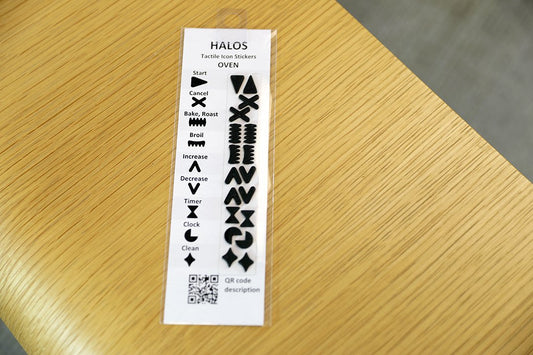 HALOS
Tactile Icon Stickers
OVEN
Start
Cancel
Bake, Roast
Broil
Increase
Decrease
Timer
Clock
Clean
QR code
description